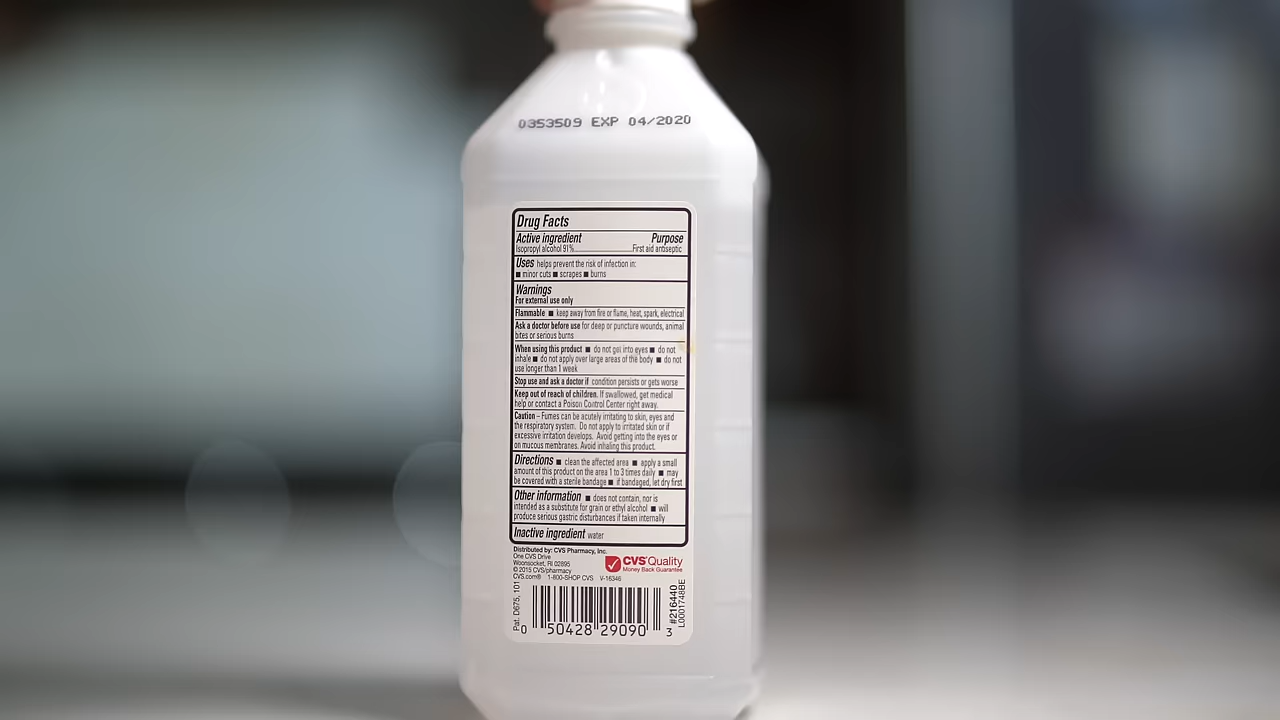 0353509 EXP 04/2020
Drug Facts
Active ingredient Purpose
Isopropyl alcohol 91% First aid antiseptic
Uses helps prevent the risk of infection in:
■ minor cuts ■ scrapes ■ burns
Warnings
For external use only
Flammable ■ keep away from fire or flame, heat, spark, electrical
Ask a doctor before use for deep or puncture wounds, animal
bites or serious burns
When using this product ■ do not get into eyes ■ do not
inhale ■ do not apply over large areas of the body ■ do not
use longer than 1 week
Stop use and ask a doctor if condition persists or gets worse
Keep out of reach of children. If swallowed, get medical
help or contact a Poison Control Center right away.
Caution – Fumes can be acutely irritating to skin, eyes and
the respiratory system. Do not apply to irritated skin or if
excessive irritation develops. Avoid getting into the eyes or
on mucous membranes. Avoid inhaling this product.
Directions ■ clean the affected area ■ apply a small
amount of this product on the area 1 to 3 times daily ■ may
be covered with a sterile bandage ■ if bandaged, let dry first
Other information ■ does not contain, nor is
intended as a substitute for grain or ethyl alcohol ■ will
produce serious gastric disturbances if taken internally
Inactive ingredient water
Distributed by: CVS Pharmacy, Inc.
One CVS Drive
Woonsocket, RI 02895
© 2015 CVS/pharmacy
CVS.com® 1-800-SHOP CVS V-16346
CVS Quality
Money Back Guarantee
Pat. D675, 101
0 50428 29090 3
#216440
L0001748BE